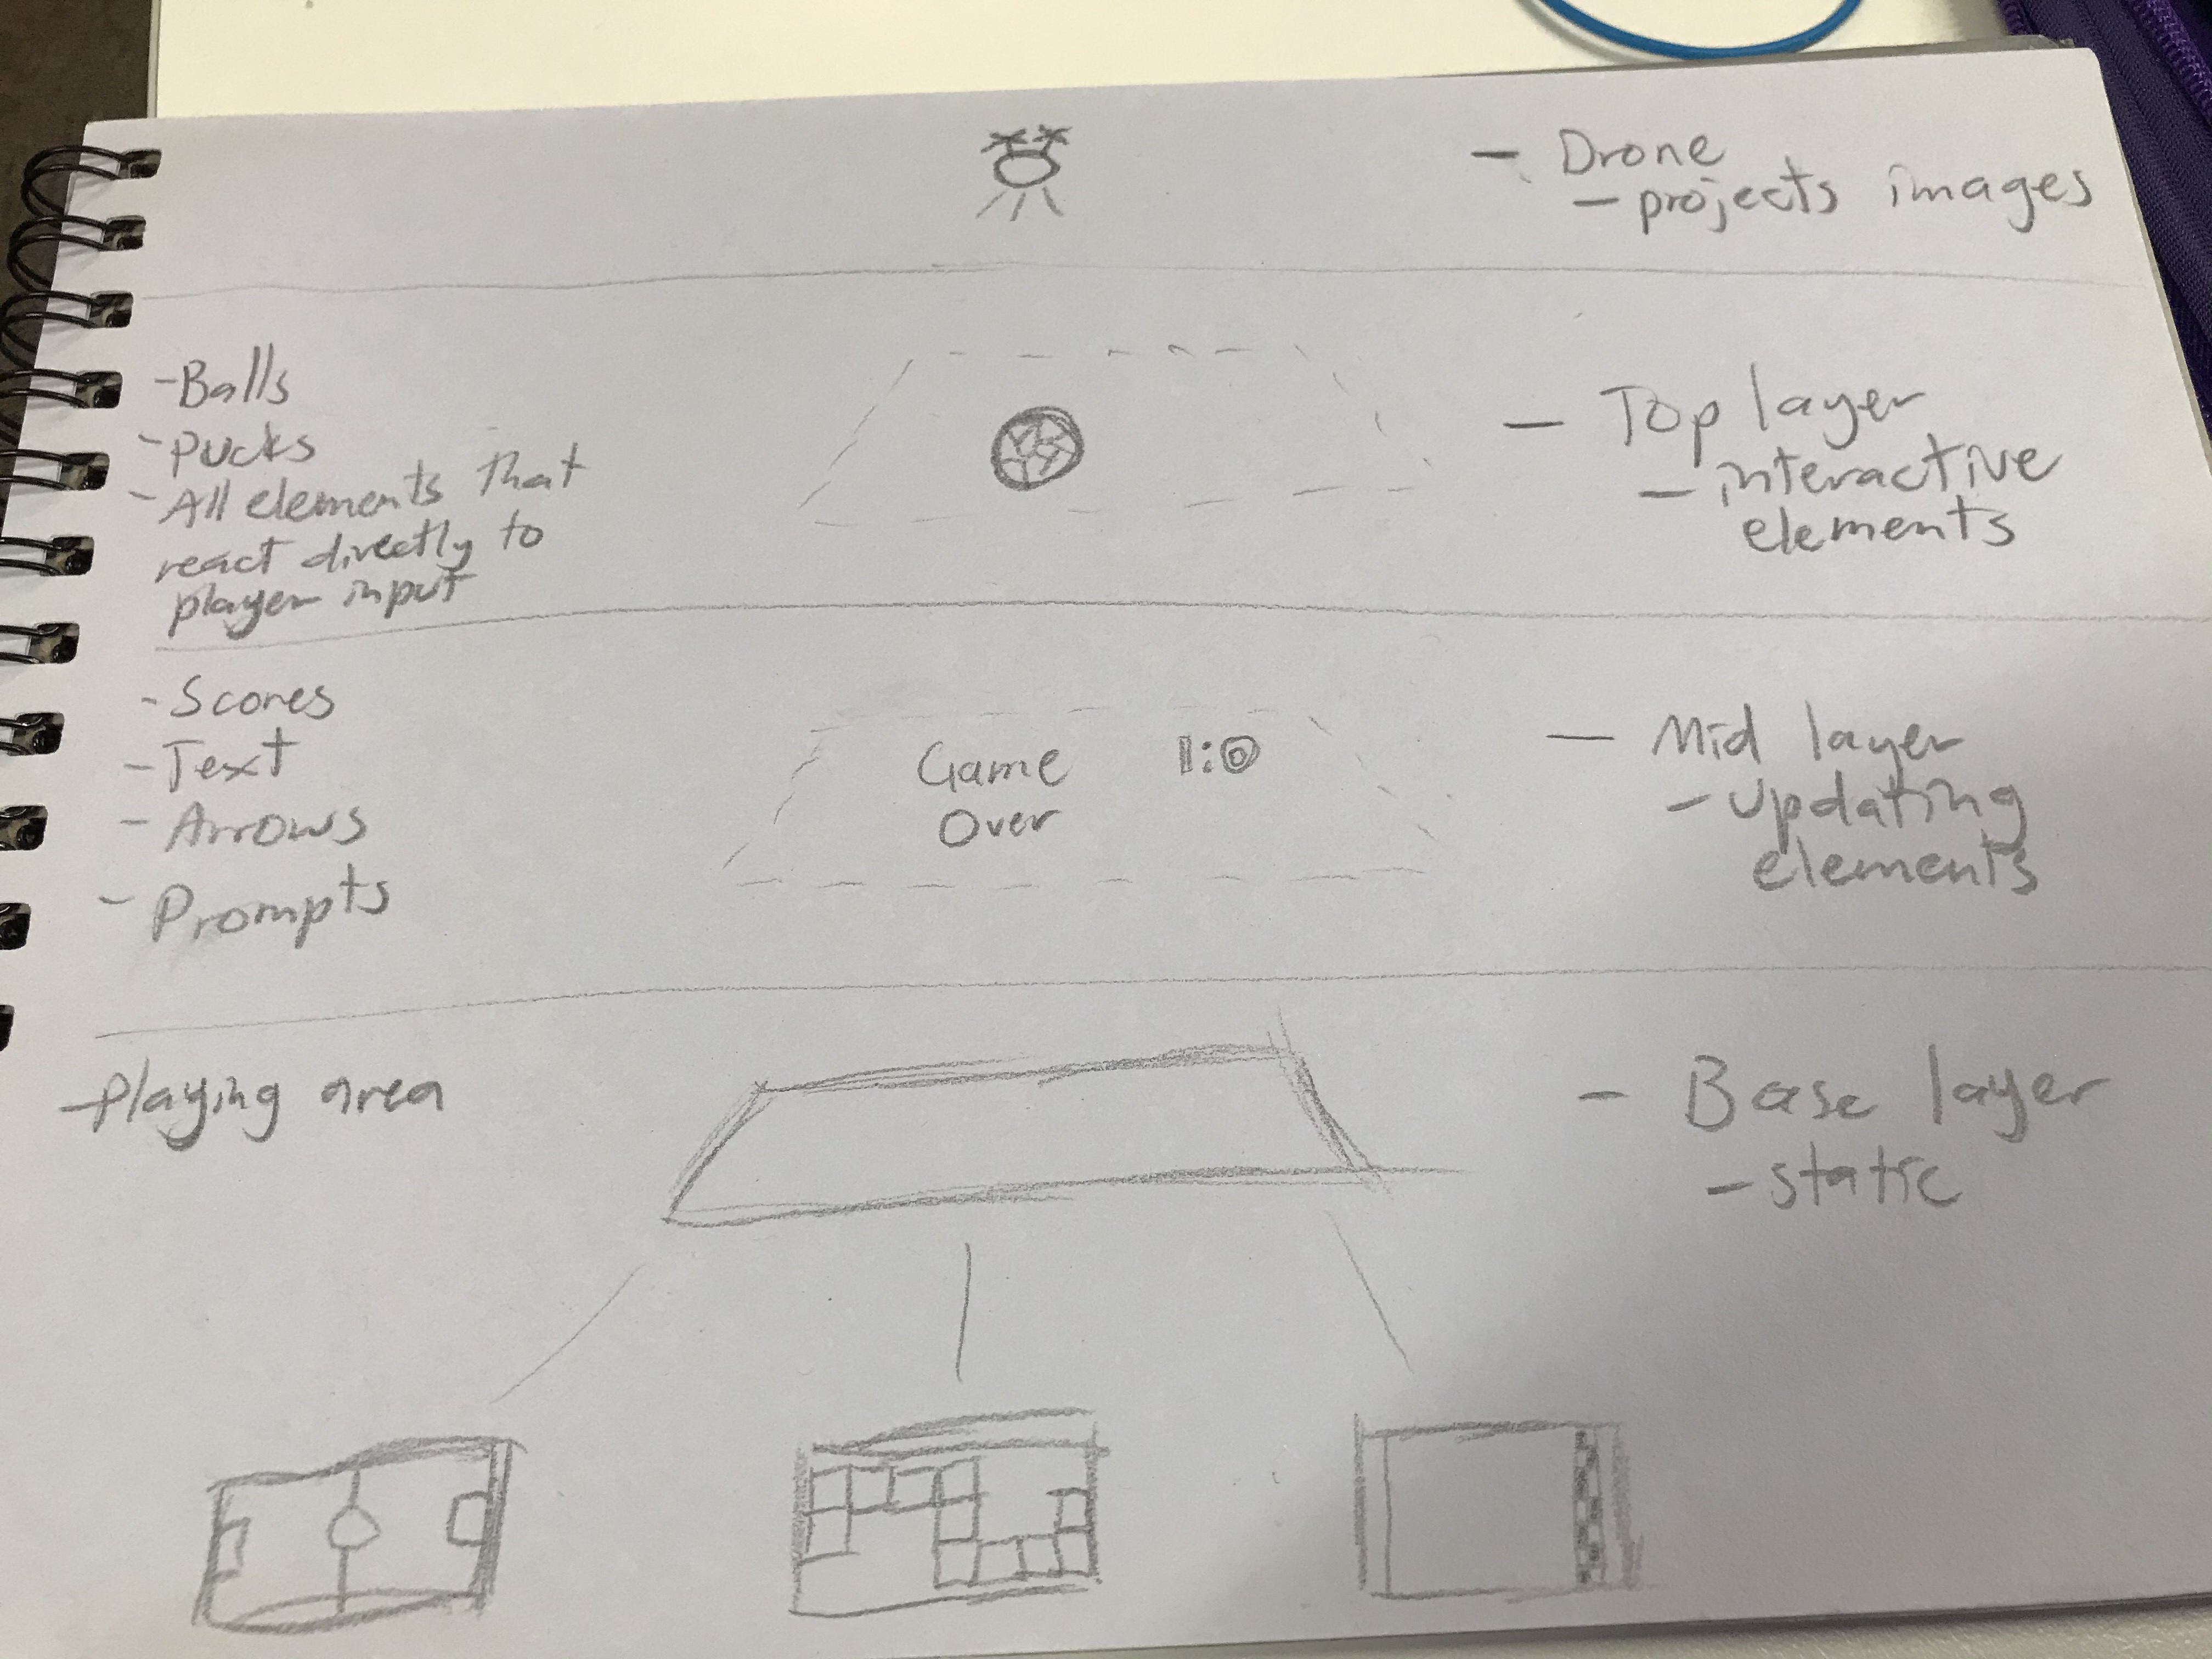 - Drone
- projects images
- Balls
- Pucks
- All elements that
react directly to
player input
- Top layer
- interactive
elements
- Scores
- Text
- Arrows
- Prompts
Game 1:0
Over
- Mid layer
- updating
elements
- Playing area
- Base layer
- static